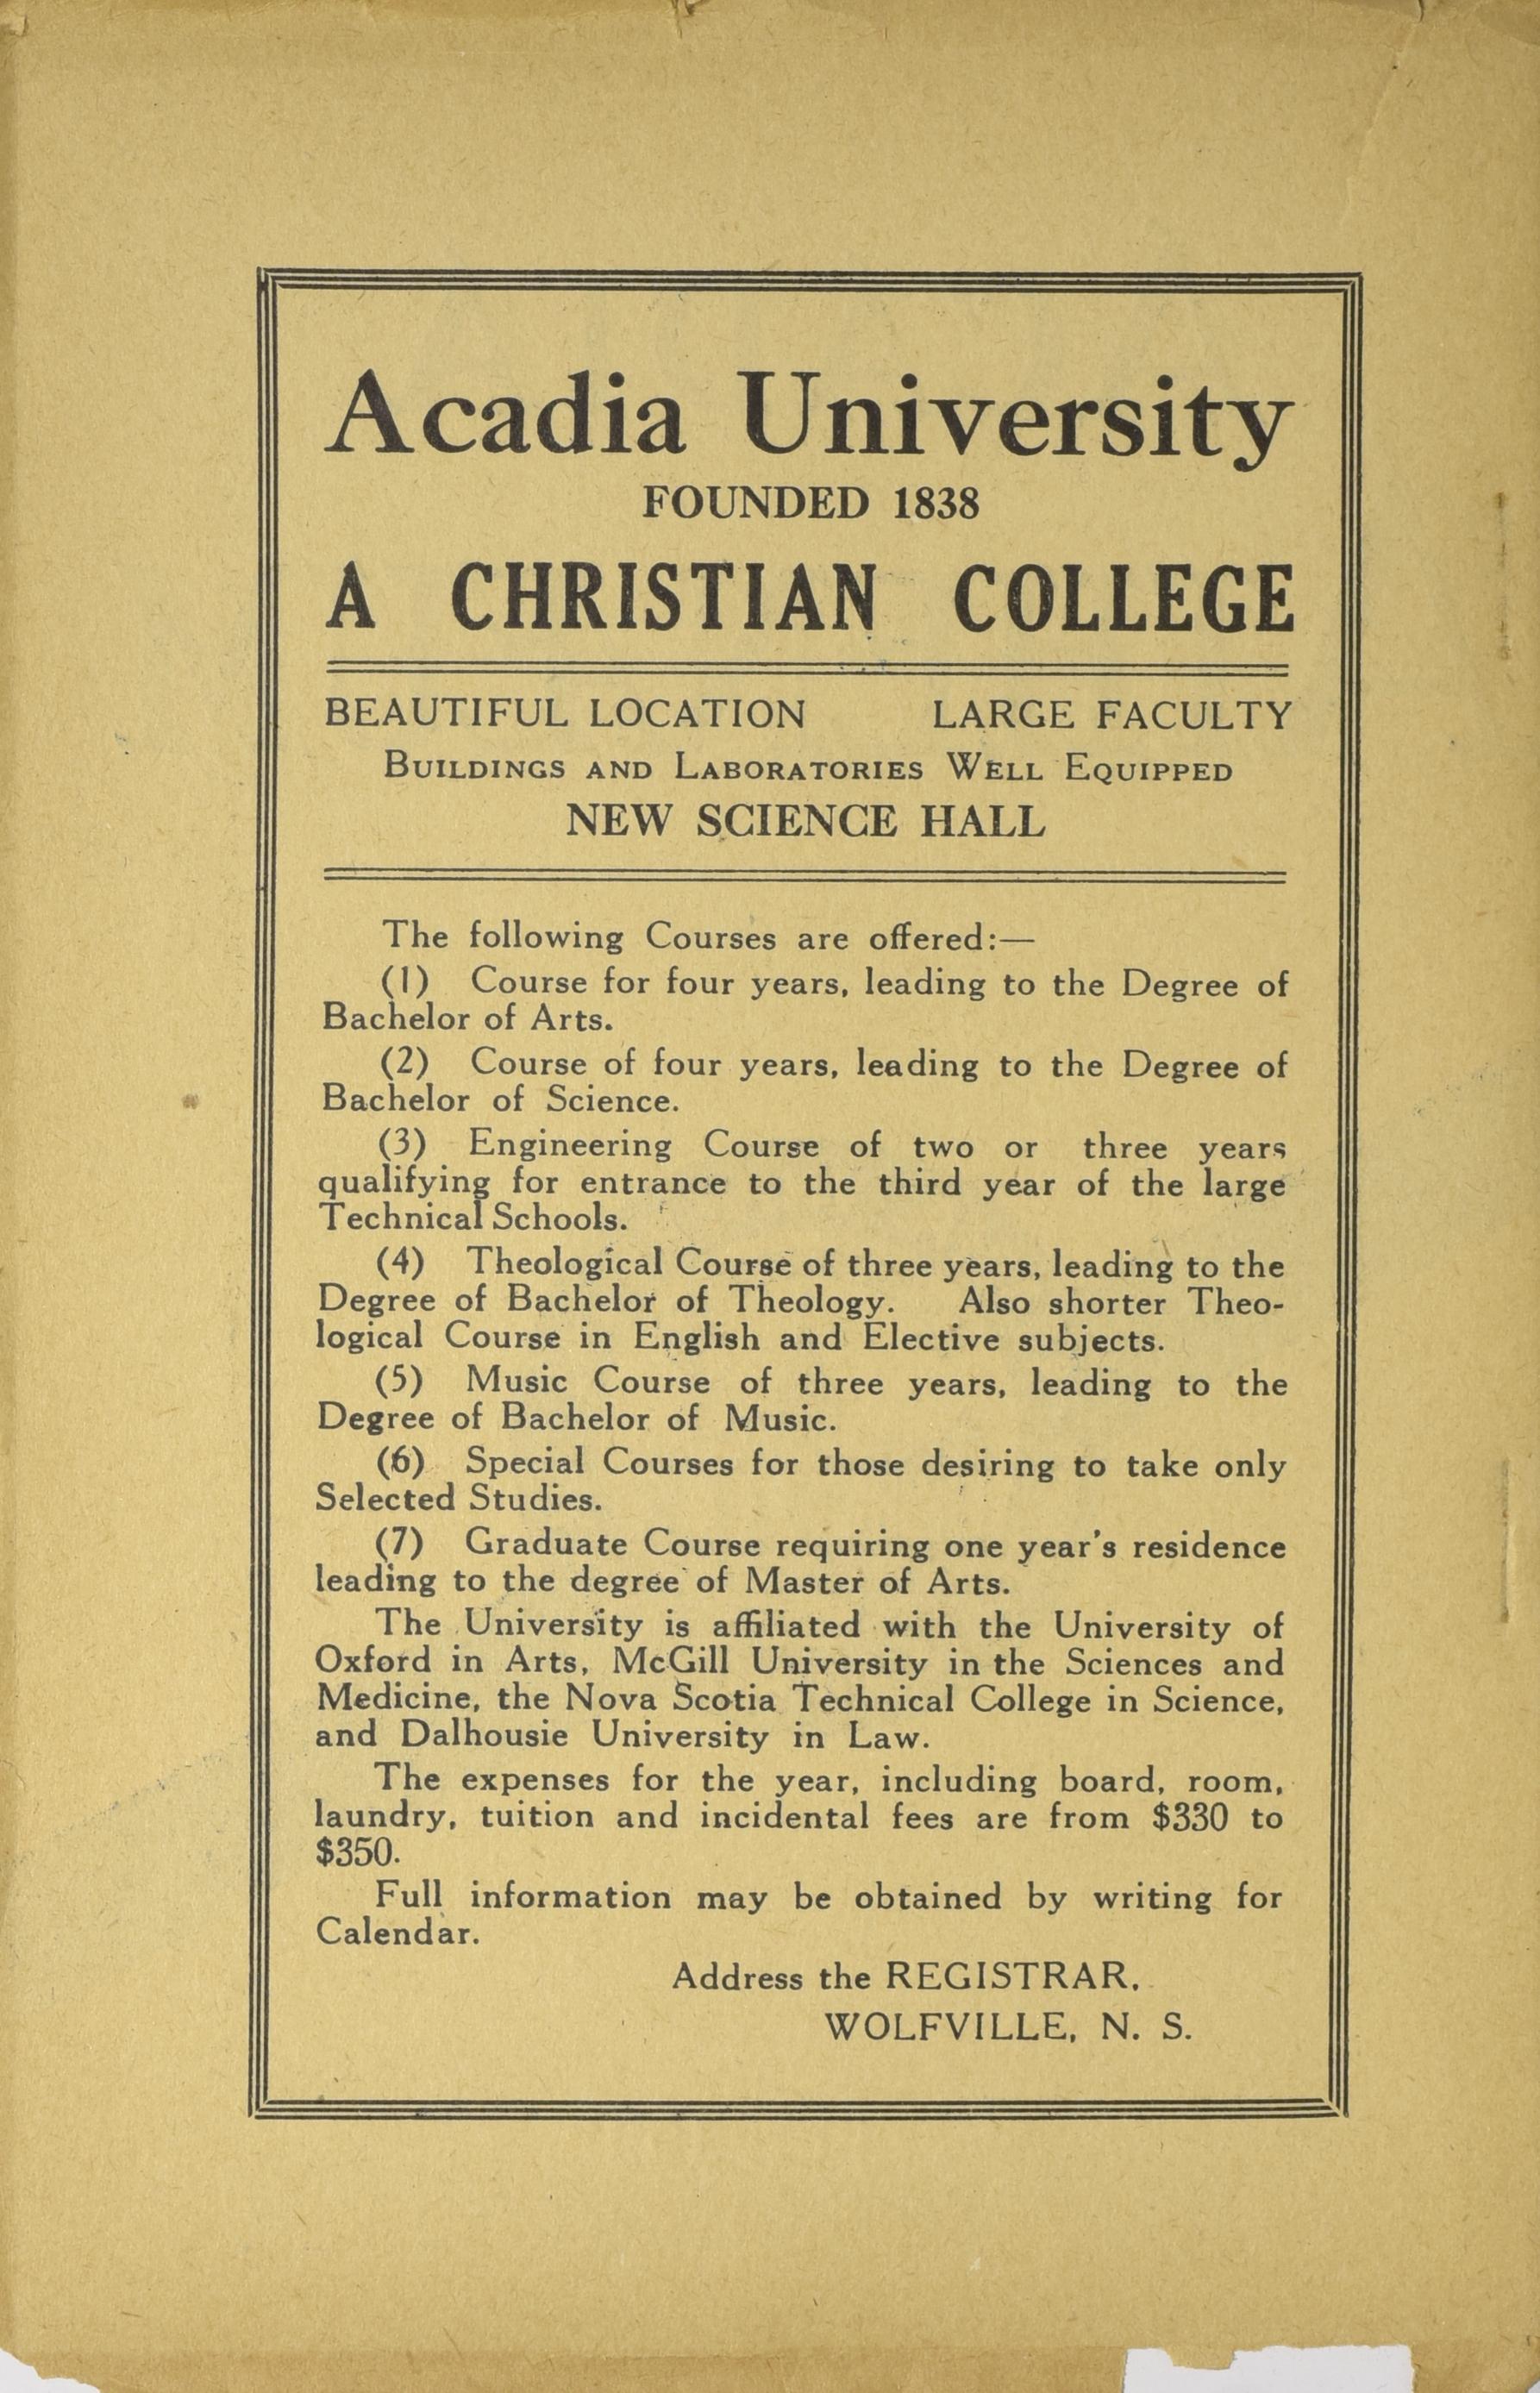 Acadia University
FOUNDED 1838
A CHRISTIAN COLLEGE
BEAUTIFUL LOCATION LARGE FACULTY
BUILDINGS AND LABORATORIES WELL EQUIPPED
NEW SCIENCE HALL
The following Courses are offered:—
(1) Course for four years, leading to the Degree of
Bachelor of Arts.
(2) Course of four years, leading to the Degree of
Bachelor of Science.
(3) Engineering Course of two or three years
qualifying for entrance to the third year of the large
Technical Schools.
(4) Theological Course of three years, leading to the
Degree of Bachelor of Theology. Also shorter Theo-
logical Course in English and Elective subjects.
(5) Music Course of three years, leading to the
Degree of Bachelor of Music.
(6) Special Courses for those desiring to take only
Selected Studies.
(7) Graduate Course requiring one year's residence
leading to the degree of Master of Arts.
The University is affiliated with the University of
Oxford in Arts, McGill University in the Sciences and
Medicine, the Nova Scotia Technical College in Science,
and Dalhousie University in Law.
The expenses for the year, including board, room,
laundry, tuition and incidental fees are from $330 to
$350.
Full information may be obtained by writing for
Calendar.
Address the REGISTRAR,
WOLFVILLE, N. S.